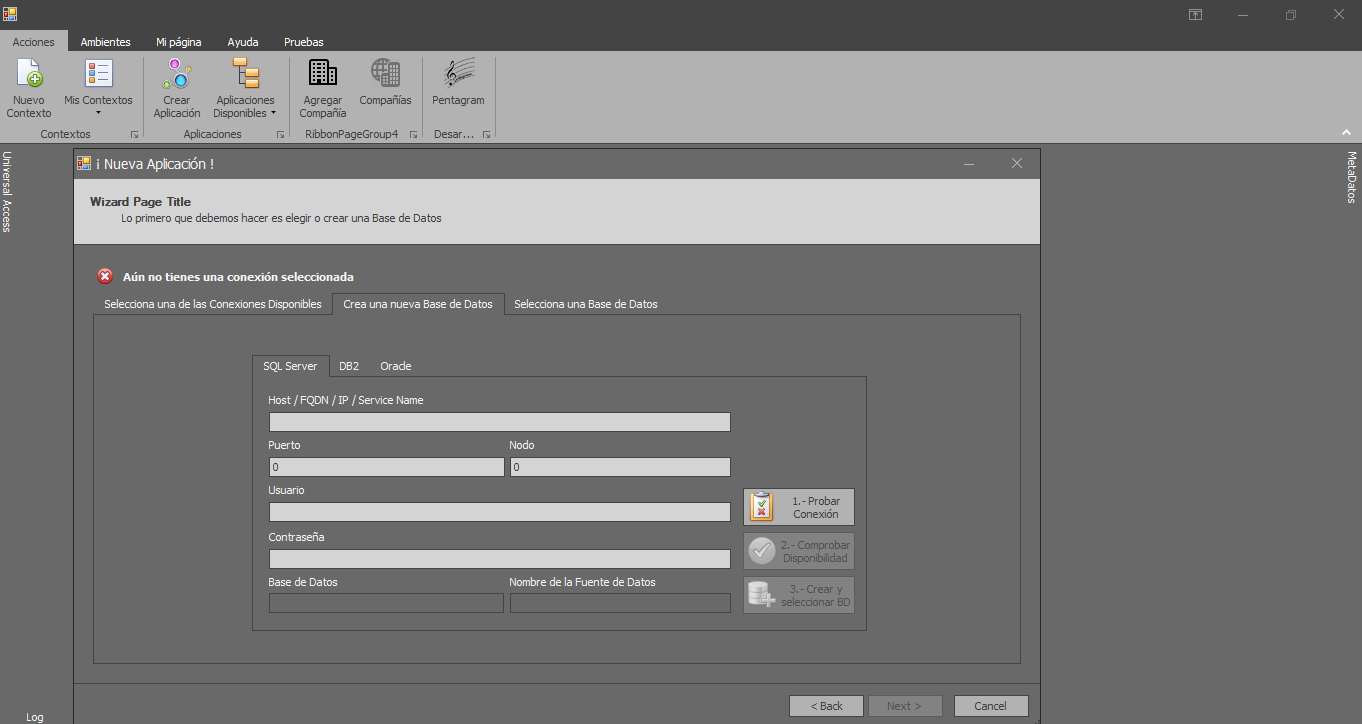 Acciones
Ambientes
Mi página
Ayuda
Pruebas
Nuevo
Contexto
Mis Contextos
Contextos
Crear
Aplicación
Aplicaciones
Disponibles
Aplicaciones
Agregar
Compañía
Compañías
RibbonPageGroup4
Pentagram
Desar...
Universal Access
MetaDatos
¡ Nueva Aplicación !
Wizard Page Title
Lo primero que debemos hacer es elegir o crear una Base de Datos
Aún no tienes una conexión seleccionada
Selecciona una de las Conexiones Disponibles
Crea una nueva Base de Datos
Selecciona una Base de Datos
SQL Server
DB2
Oracle
Host / FQDN / IP / Service Name
Puerto
Nodo
0
0
Usuario
Contraseña
Base de Datos
Nombre de la Fuente de Datos
1.- Probar
Conexión
2.- Comprobar
Disponibilidad
3.- Crear y
seleccionar BD
< Back
Next >
Cancel
Log